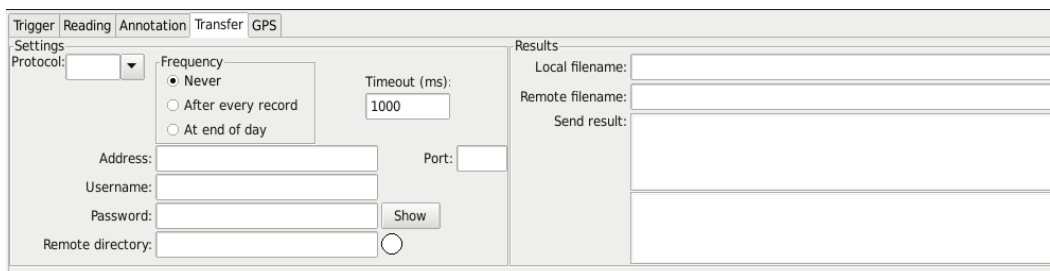 Trigger Reading Annotation Transfer GPS
Settings
Protocol:
Frequency
Never
After every record
At end of day
Timeout (ms):
1000
Address:
Port:
Username:
Password:
Show
Remote directory:
Results
Local filename:
Remote filename:
Send result: